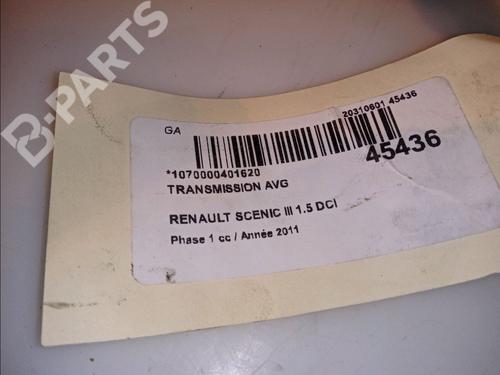 B-PARTS
GA
20310601 45436
45436
*1070000401620
TRANSMISSION AVG
RENAULT SCENIC III 1.5 DCI
Phase 1 cc / Année 2011